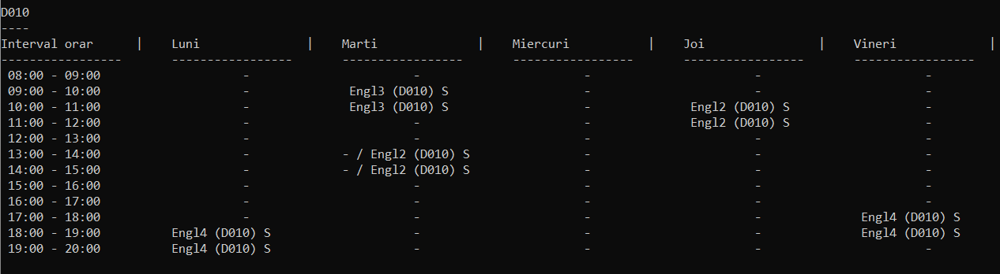 D010
----
Interval orar      |    Luni               |    Marti              |    Miercuri           |    Joi                |    Vineri             |
-----------------       -----------------       -----------------       -----------------       -----------------       -----------------
 08:00 - 09:00                    -                       -                       -                       -                       -
 09:00 - 10:00                    -              Engl3 (D010) S                   -                       -                       -
 10:00 - 11:00                    -              Engl3 (D010) S                   -              Engl2 (D010) S                   -
 11:00 - 12:00                    -                       -                       -              Engl2 (D010) S                   -
 12:00 - 13:00                    -                       -                       -                       -                       -
 13:00 - 14:00                    -             - / Engl2 (D010) S                -                       -                       -
 14:00 - 15:00                    -             - / Engl2 (D010) S                -                       -                       -
 15:00 - 16:00                    -                       -                       -                       -                       -
 16:00 - 17:00                    -                       -                       -                       -                       -
 17:00 - 18:00                    -                       -                       -                       -              Engl4 (D010) S
 18:00 - 19:00          Engl4 (D010) S                    -                       -                       -              Engl4 (D010) S
 19:00 - 20:00          Engl4 (D010) S                    -                       -                       -                       -